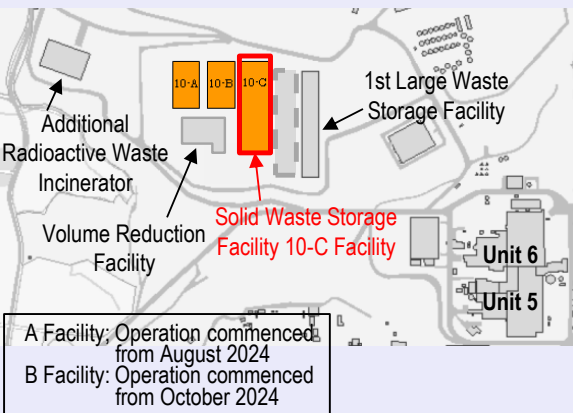 10-A
10-B
10-C
1st Large Waste
Storage Facility
Additional
Radioactive Waste
Incinerator
Volume Reduction
Facility
Solid Waste Storage
Facility 10-C Facility
Unit 6
Unit 5
A Facility; Operation commenced
from August 2024
B Facility: Operation commenced
from October 2024